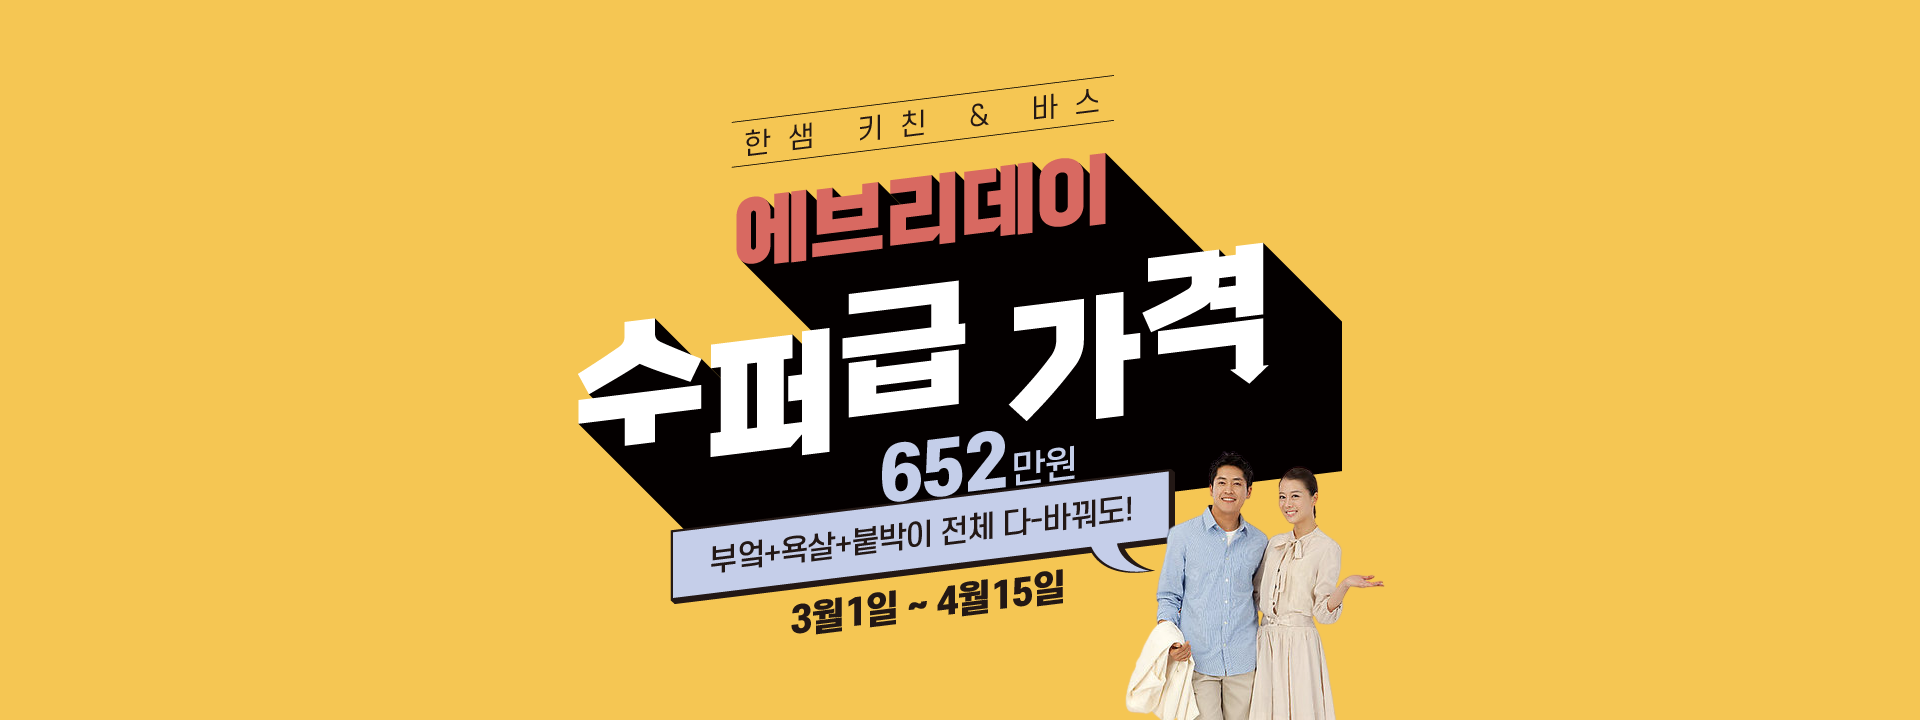 한샘 키친 & 바스
에브리데이
수퍼급 가격
652만원
부엌+욕살+붙박이 전체 다-바꿔도!
3월1일 ~ 4월15일